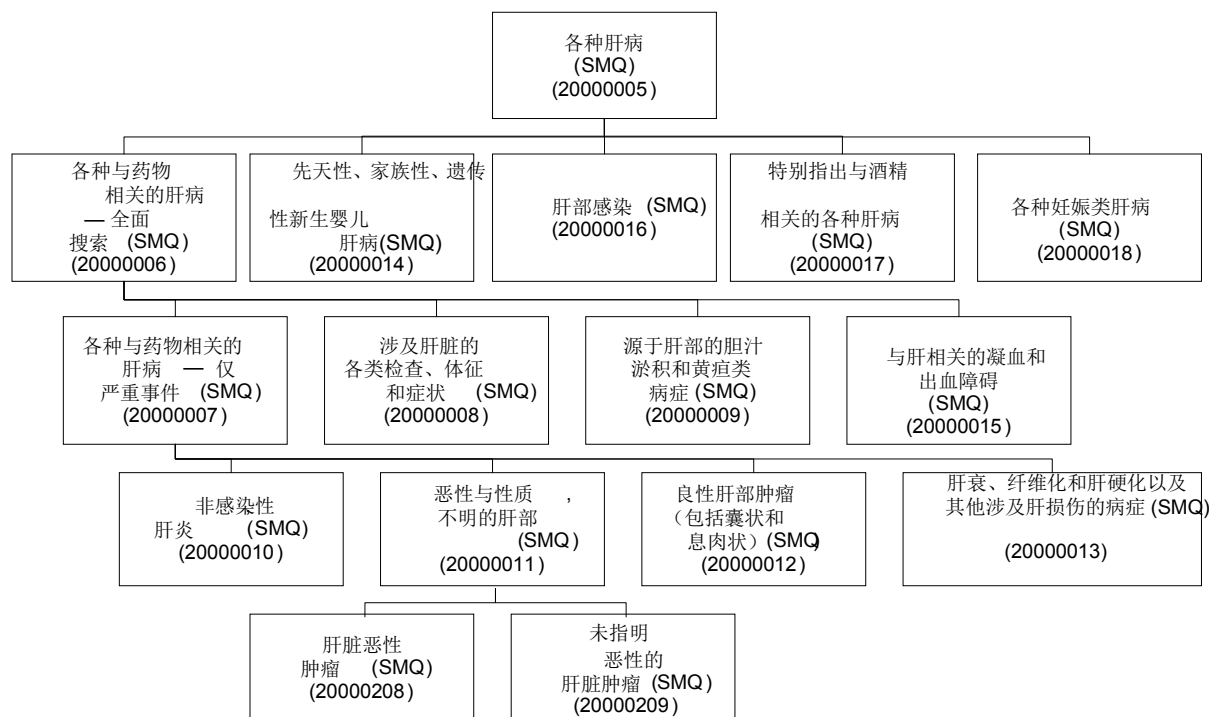 各种肝病
(SMQ)
(20000005)
各种与药物
相关的肝病
— 全面
搜索 (SMQ)
(20000006)
先天性、家族性、遗传
性新生婴儿
肝病(SMQ)
(20000014)
肝部感染 (SMQ)
(20000016)
特别指出与酒精
相关的各种肝病
(SMQ)
(20000017)
各种妊娠类肝病
(SMQ)
(20000018)
各种与药物相关的
肝病 — 仅
严重事件 (SMQ)
(20000007)
涉及肝脏的
各类检查、体征
和症状 (SMQ)
(20000008)
源于肝部的胆汁
淤积和黄疸类
病症 (SMQ)
(20000009)
与肝相关的凝血和
出血障碍
(SMQ)
(20000015)
非感染性
肝炎 (SMQ)
(20000010)
恶性与性质 ,
不明的肝部
(SMQ)
(20000011)
良性肝部肿瘤
（包括囊状和
息肉状）(SMQ)
(20000012)
肝衰、纤维化和肝硬化以及
其他涉及肝损伤的病症 (SMQ)
(20000013)
肝脏恶性
肿瘤 (SMQ)
(20000208)
未指明
恶性的
肝脏肿瘤 (SMQ)
(20000209)